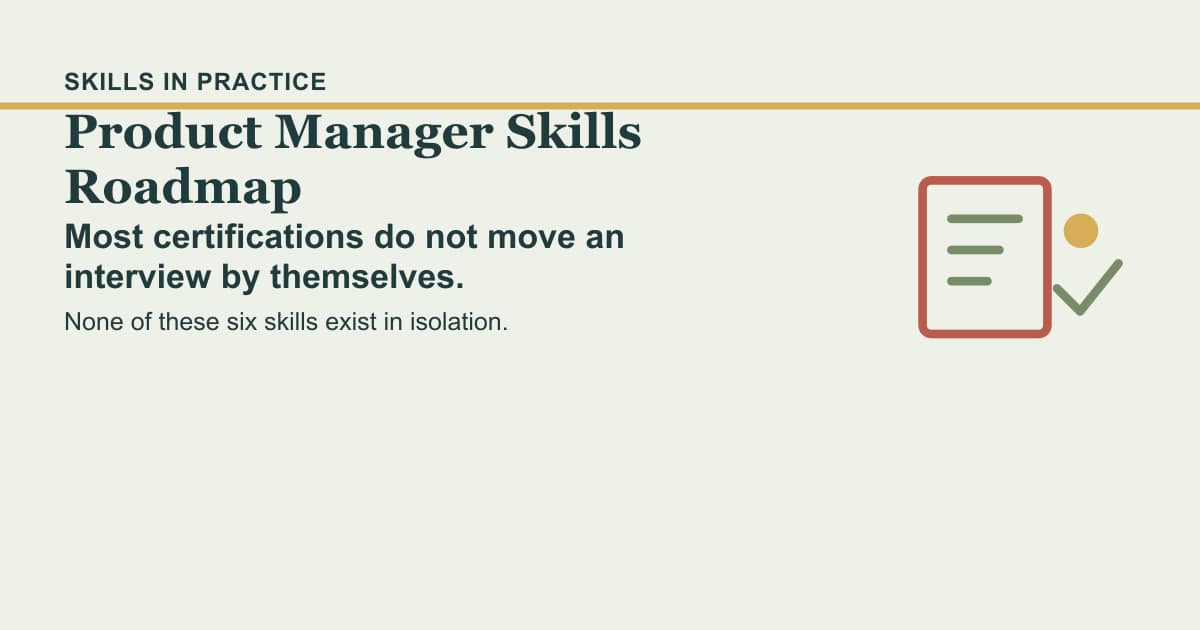 SKILLS IN PRACTICE
Product Manager Skills
Roadmap
Most certifications do not move an
interview by themselves.
None of these six skills exist in isolation.